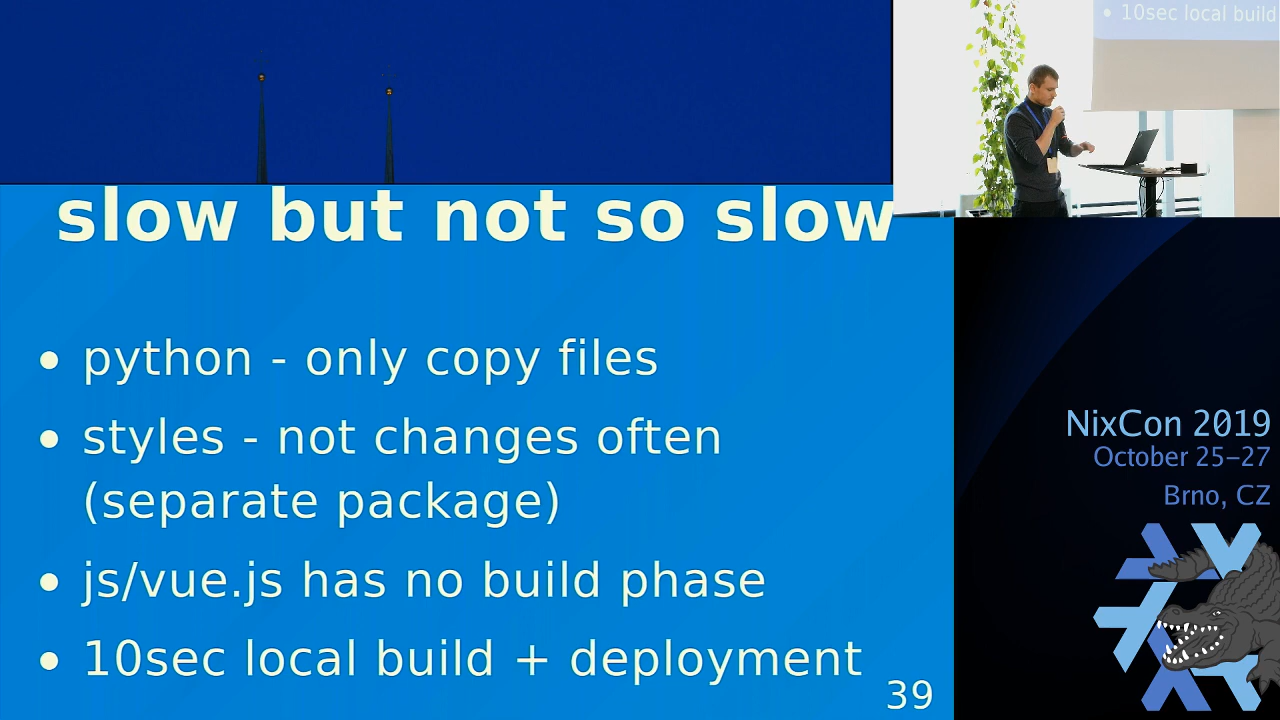 slow but not so slow
• python - only copy files
• styles - not changes often
(separate package)
• js/vue.js has no build phase
• 10sec local build + deployment
39
• 10sec local build
NixCon 2019
October 25–27
Brno, CZ